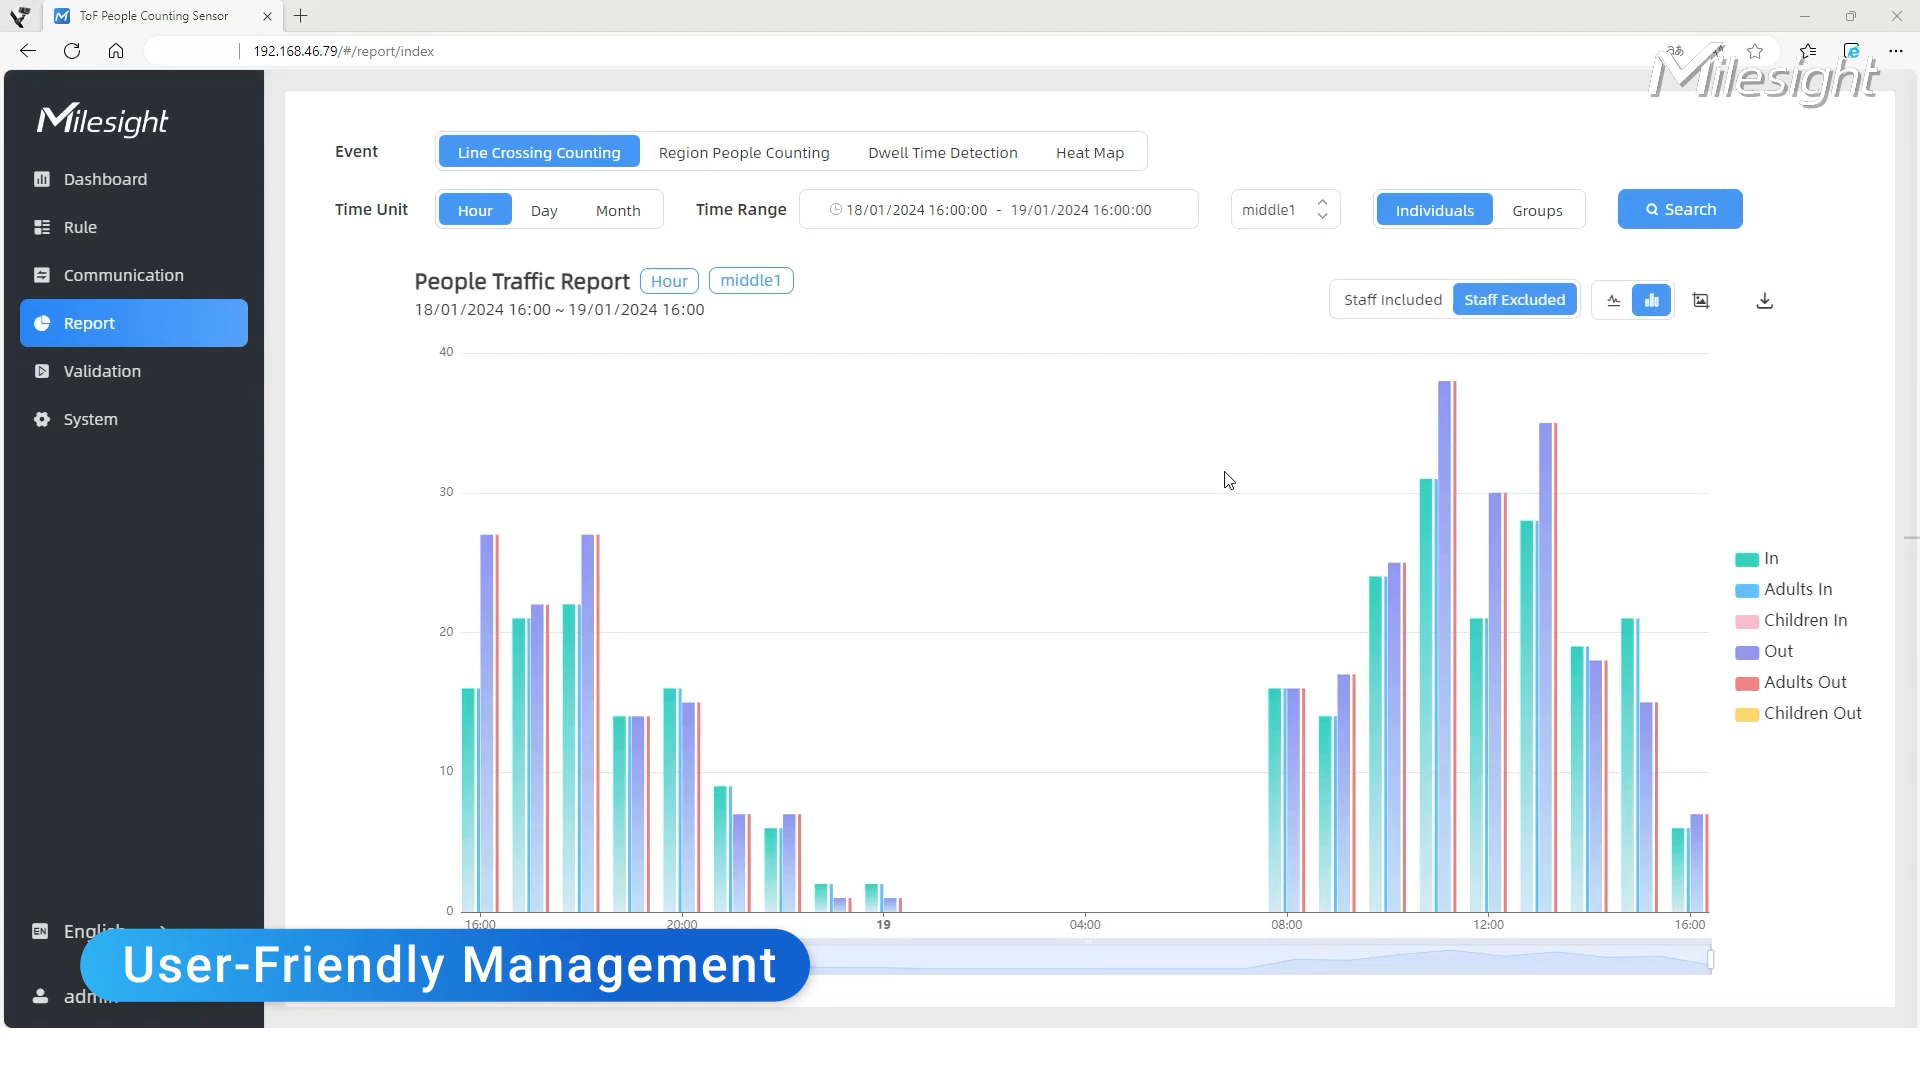 ToF People Counting Sensor
192.168.46.79/#/report/index
Milesight
Milesight
Dashboard
Rule
Communication
Report
Validation
System
EN
Event
Line Crossing Counting
Region People Counting
Dwell Time Detection
Heat Map
Time Unit
Hour
Day
Month
Time Range
18/01/2024 16:00:00 - 19/01/2024 16:00:00
middle1
Individuals
Groups
Search
People Traffic Report
Hour
middle1
18/01/2024 16:00 ~ 19/01/2024 16:00
Staff Included
Staff Excluded
40
30
20
10
0
16:00
20:00
19
04:00
08:00
12:00
16:00
In
Adults In
Children In
Out
Adults Out
Children Out
User-Friendly Management